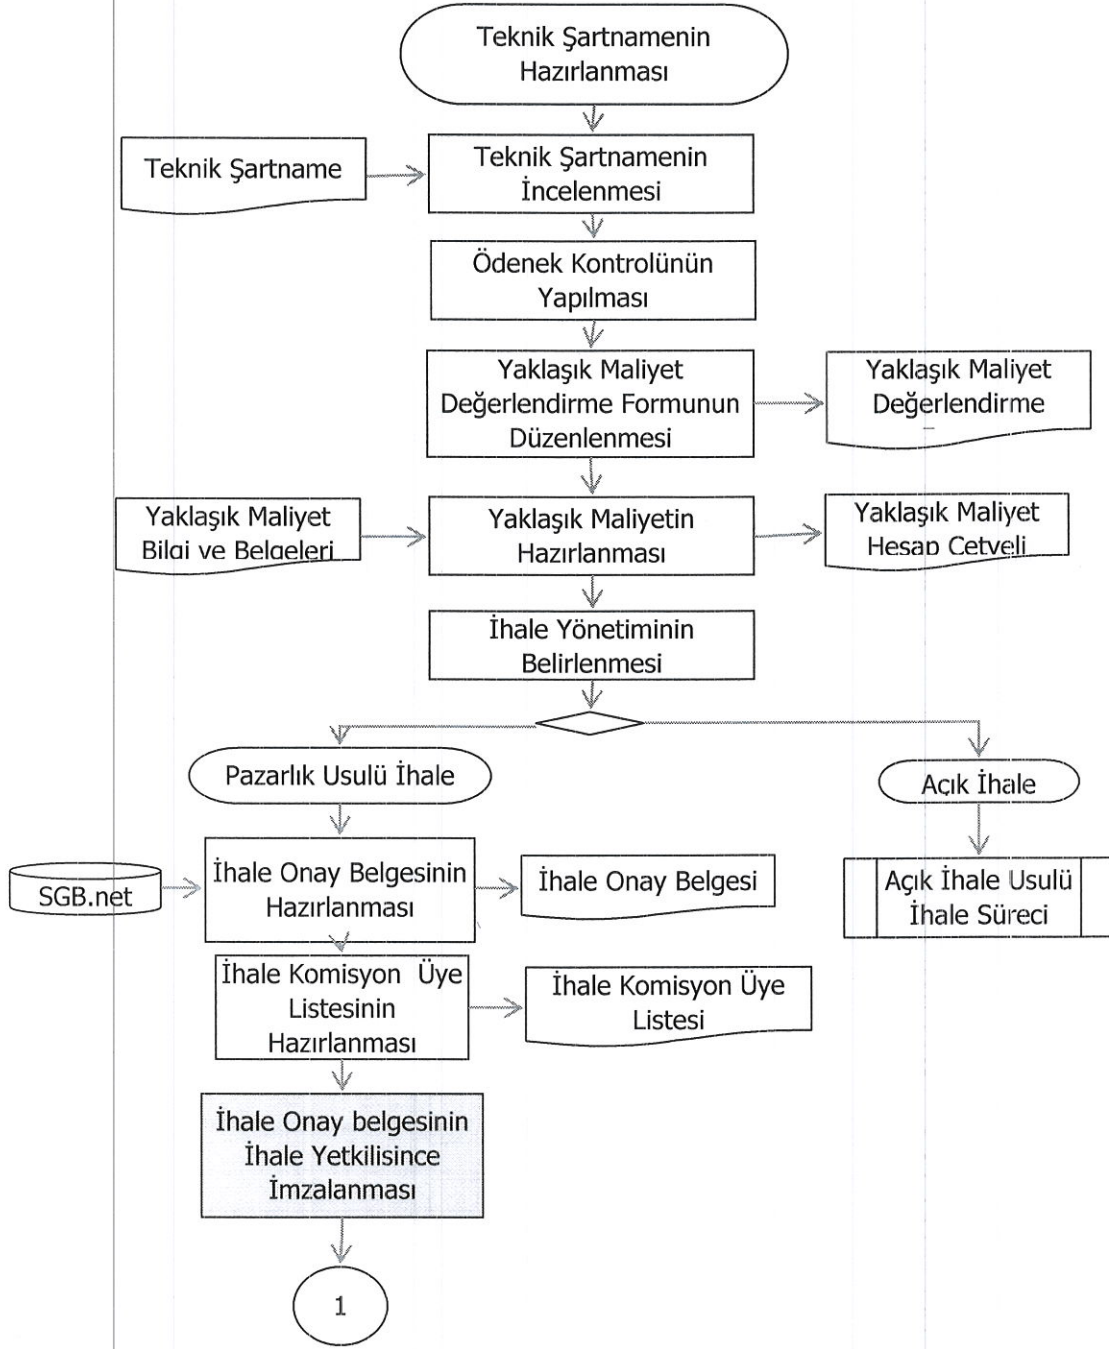 Teknik Şartnamenin
Hazırlanması
Teknik Şartname
Teknik Şartnamenin
İncelenmesi
Ödenek Kontrolünün
Yapılması
Yaklaşık Maliyet
Değerlendirme Formunun
Düzenlenmesi
Yaklaşık Maliyet
Değerlendirme
Yaklaşık Maliyet
Bilgi ve Belgeleri
Yaklaşık Maliyetin
Hazırlanması
Yaklaşık Maliyet
Hesap Cetveli
İhale Yönetiminin
Belirlenmesi
Pazarlık Usulü İhale
Açık İhale
SGB.net
İhale Onay Belgesinin
Hazırlanması
İhale Onay Belgesi
Açık İhale Usulü
İhale Süreci
İhale Komisyon Üye
Listesinin
Hazırlanması
İhale Komisyon Üye
Listesi
İhale Onay belgesinin
İhale Yetkilisince
İmzalanması
1